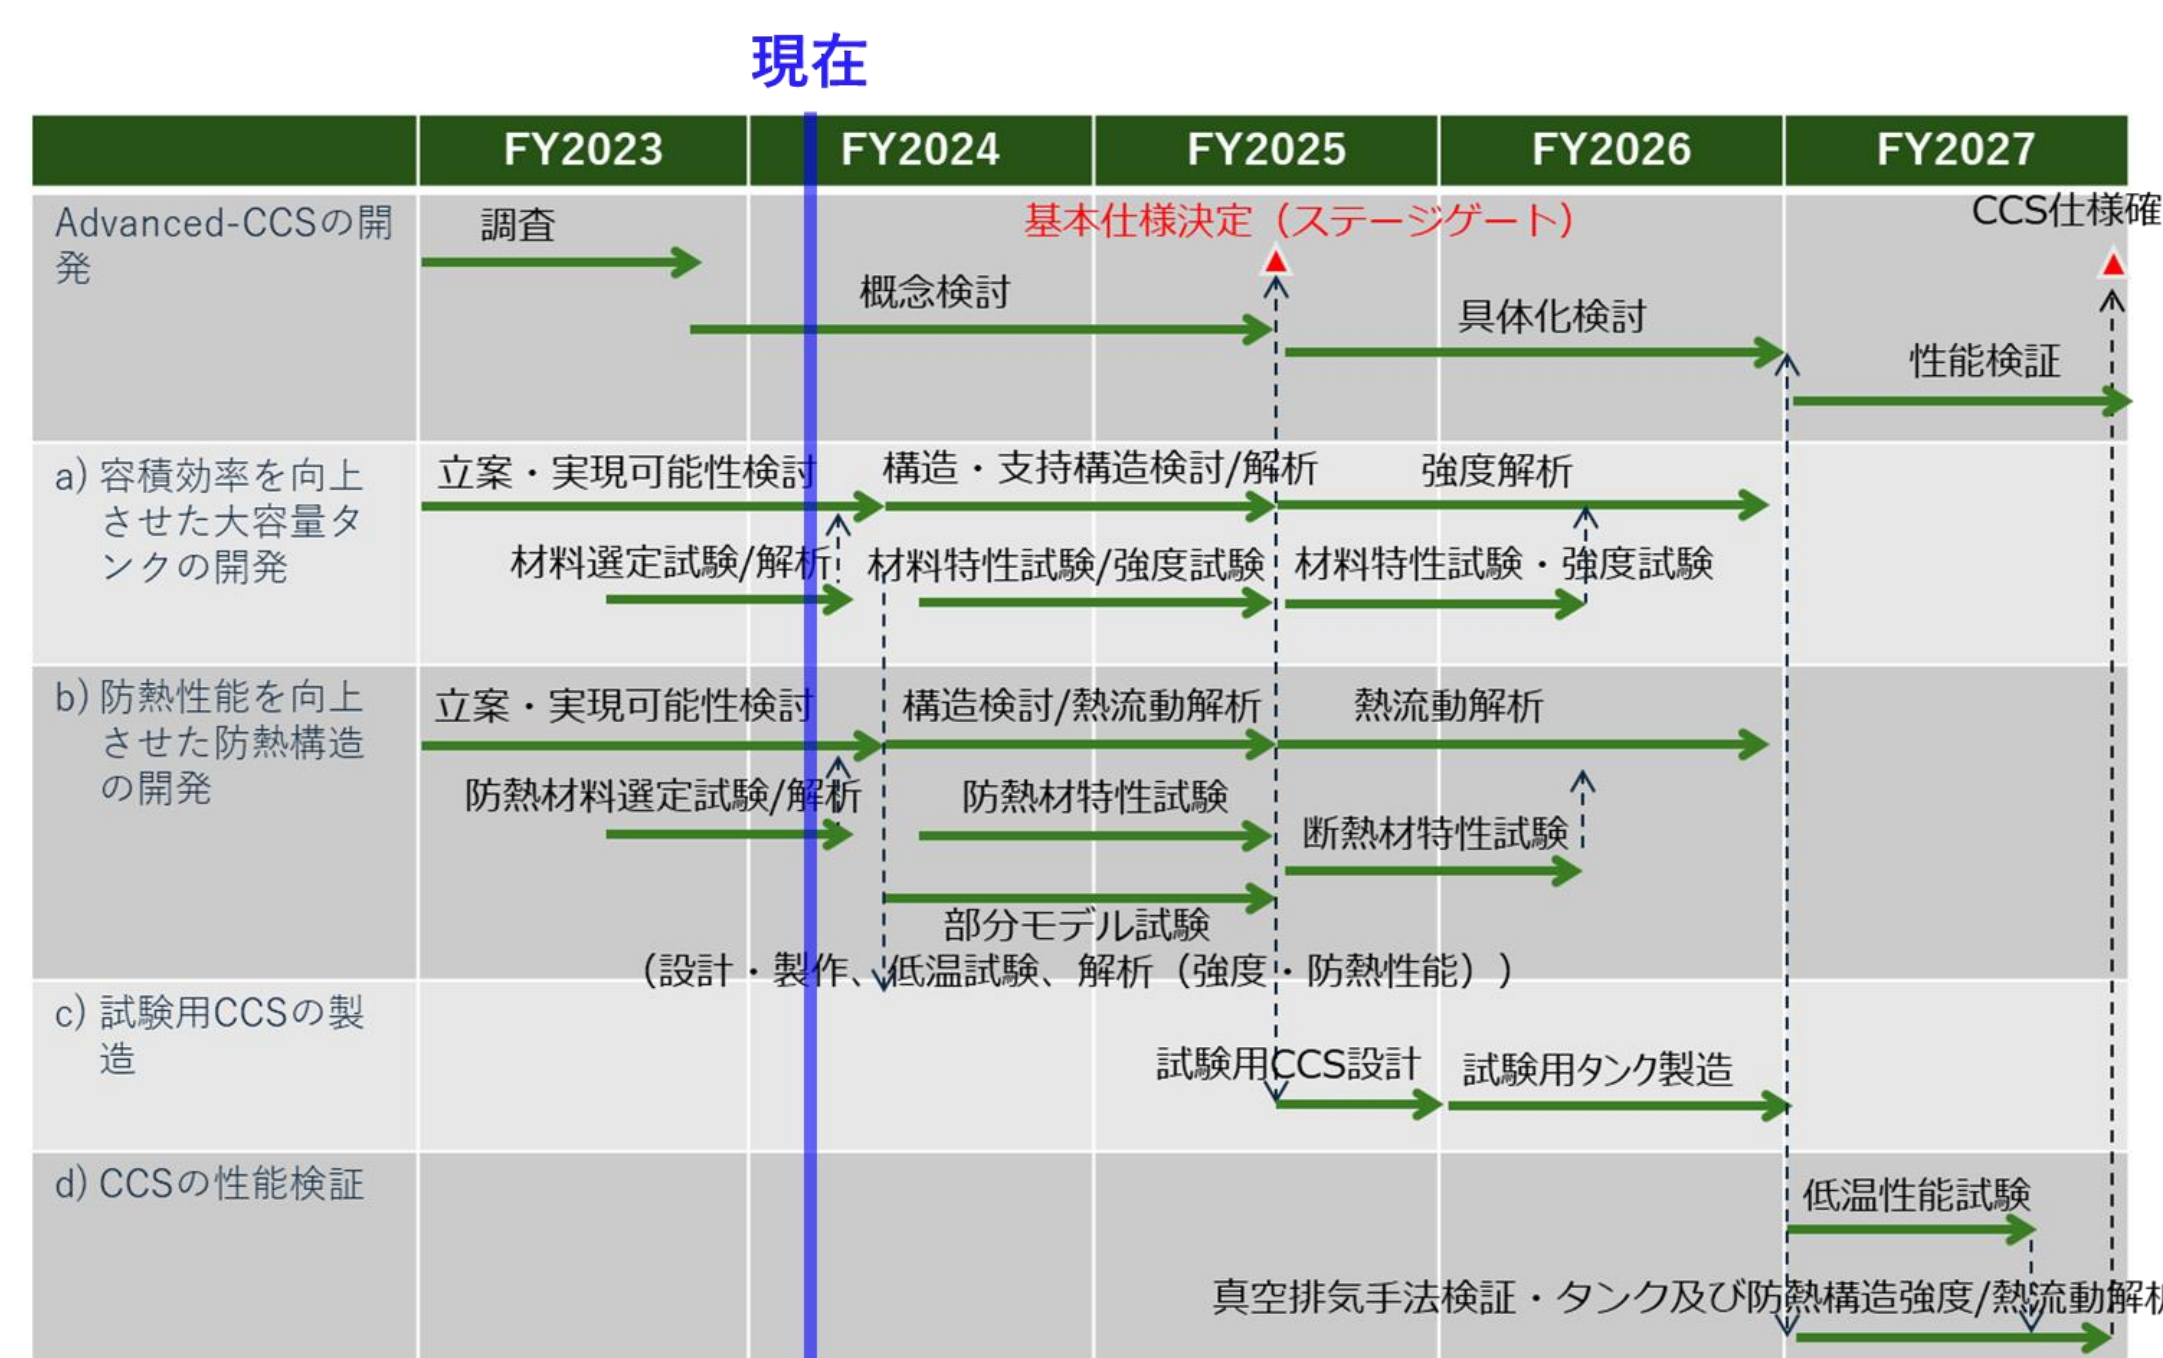 現在
FY2023
FY2024
FY2025
FY2026
FY2027
Advanced-CCSの開
発
調査
基本仕様決定（ステージゲート）
CCS仕様確
概念検討
具体化検討
性能検証
a) 容積効率を向上
させた大容量タ
ンクの開発
立案・実現可能性検討
構造・支持構造検討/解析
強度解析
材料選定試験/解析
材料特性試験/強度試験
材料特性試験・強度試験
b) 防熱性能を向上
させた防熱構造
の開発
立案・実現可能性検討
構造検討/熱流動解析
熱流動解析
防熱材料選定試験/解析
防熱材特性試験
断熱材特性試験
部分モデル試験
（設計・製作、低温試験、解析（強度・防熱性能））
c) 試験用CCSの製
造
試験用CCS設計
試験用タンク製造
d) CCSの性能検証
低温性能試験
真空排気手法検証・タンク及び防熱構造強度/熱流動解析